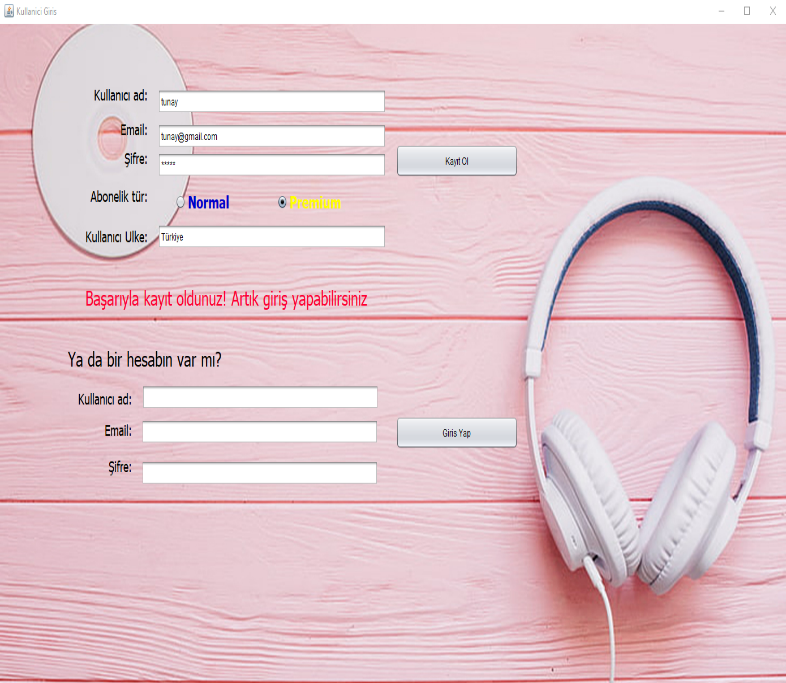 Kullanici Giris
Kullanıcı ad: tunay
Email: tunay@gmail.com
Şifre: *****
Kayıt Ol
Abonelik tür: Normal Premium
Kullanıcı Ulke: Türkiye
Başarıyla kayıt oldunuz! Artık giriş yapabilirsiniz
Ya da bir hesabın var mı?
Kullanıcı ad:
Email:
Giris Yap
Şifre: